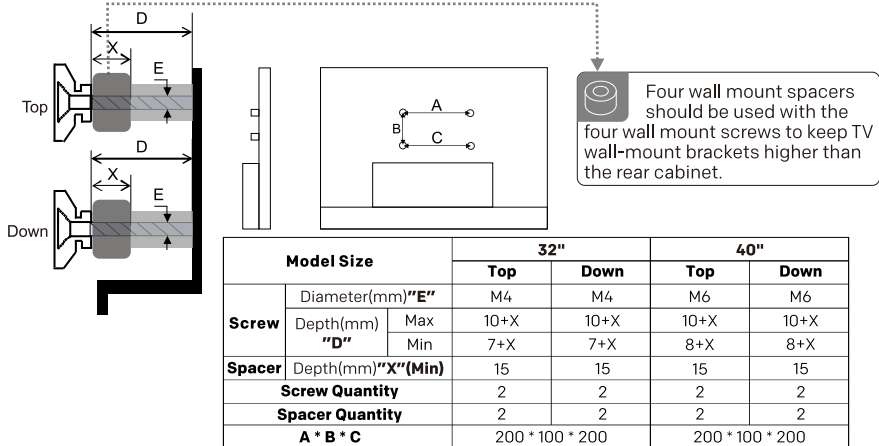 D
X
E
Top
D
X
E
Down
A
B
C
Four wall mount spacers
should be used with the
four wall mount screws to keep TV
wall-mount brackets higher than
the rear cabinet.
Model Size 32" 40"
Top Down Top Down
Screw Diameter(mm)"E" M4 M4 M6 M6
Depth(mm) "D" Max 10+X 10+X 10+X 10+X
Min 7+X 7+X 8+X 8+X
Spacer Depth(mm)"X"(Min) 15 15 15 15
Screw Quantity 2 2 2 2
Spacer Quantity 2 2 2 2
A * B * C 200 * 100 * 200 200 * 100 * 200